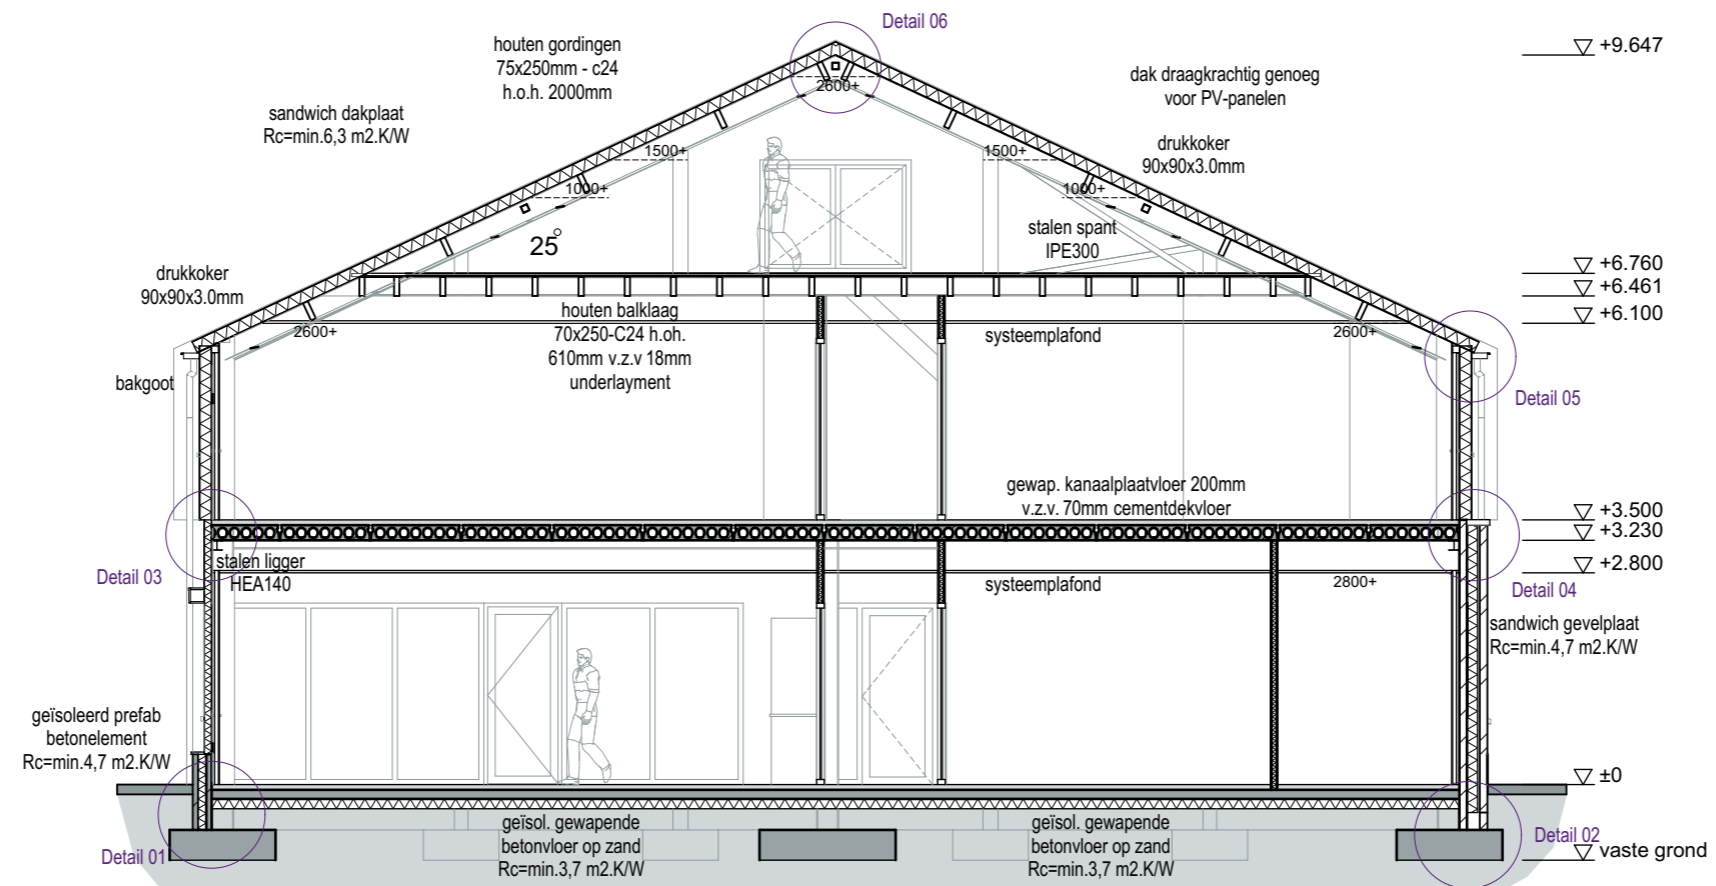 Detail 06
houten gordingen
75x250mm - c24
h.o.h. 2000mm
+9.647
dak draagkrachtig genoeg
voor PV-panelen
2600+
sandwich dakplaat
Rc=min.6,3 m2.K/W
drukkoker
90x90x3.0mm
1500+
1500+
1000+
1000+
25°
stalen spant
IPE300
drukkoker
90x90x3.0mm
+6.760
+6.461
+6.100
houten balklaag
70x250-C24 h.oh.
610mm v.z.v 18mm
underlayment
2600+
systeemplafond
2600+
bakgoot
Detail 05
gewap. kanaalplaatvloer 200mm
v.z.v. 70mm cementdekvloer
+3.500
+3.230
+2.800
stalen ligger
HEA140
Detail 03
systeemplafond
2800+
Detail 04
sandwich gevelplaat
Rc=min.4,7 m2.K/W
geïsoleerd prefab
betonelement
Rc=min.4,7 m2.K/W
±0
geïsol. gewapende
betonvloer op zand
Rc=min.3,7 m2.K/W
geïsol. gewapende
betonvloer op zand
Rc=min.3,7 m2.K/W
Detail 01
Detail 02
vaste grond